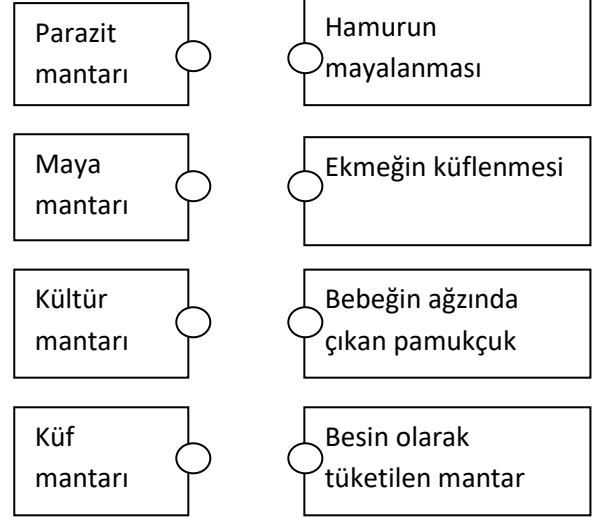 Parazit
mantarı
Hamurun
mayalanması
Maya
mantarı
Ekmeğin küflenmesi
Kültür
mantarı
Bebeğin ağzında
çıkan pamukçuk
Küf
mantarı
Besin olarak
tüketilen mantar